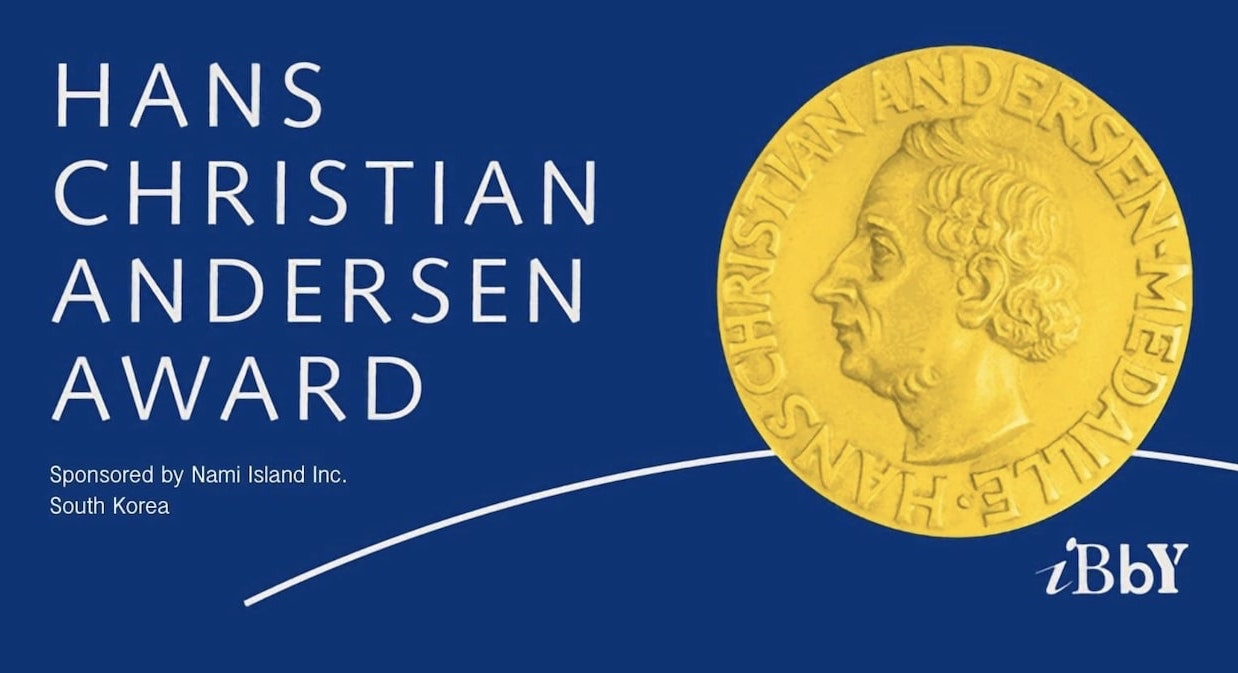 HANS
CHRISTIAN
ANDERSEN
AWARD
Sponsored by Nami Island Inc.
South Korea
HANS CHRISTIAN ANDERSEN-MEDAILLE·
iBbY